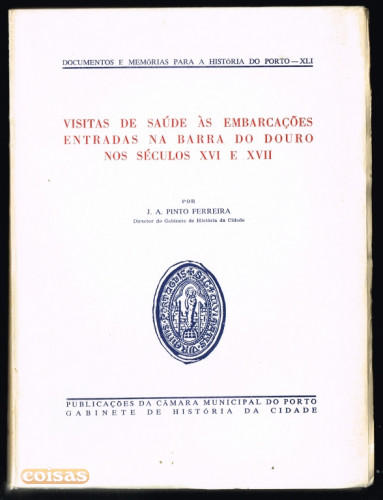 DOCUMENTOS E MEMÓRIAS PARA A HISTÓRIA DO PORTO — XLI
VISITAS DE SAÚDE ÀS EMBARCAÇÕES
ENTRADAS NA BARRA DO DOURO
NOS SÉCULOS XVI E XVII
POR
J. A. PINTO FERREIRA
Director do Gabinete de História da Cidade
PUBLICAÇÕES DA CÂMARA MUNICIPAL DO PORTO
GABINETE DE HISTÓRIA DA CIDADE
coisas